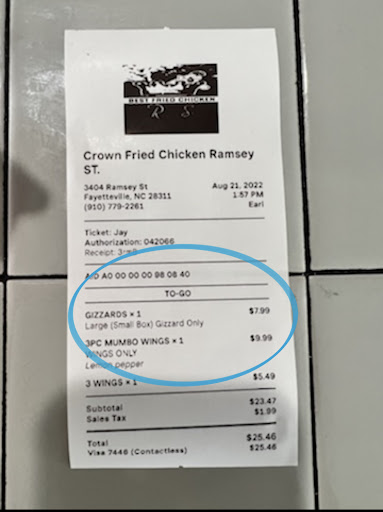 BEST FRIED CHICKEN
R S
Crown Fried Chicken Ramsey
ST.
3404 Ramsey St Aug 21, 2022
Fayetteville, NC 28311 1:57 PM
(910) 779-2261 Earl
Ticket: Jay
Authorization: 042066
Receipt:
AID A0 00 00 00 98 08 40
TO-GO
GIZZARDS × 1 $7.99
Large (Small Box) Gizzard Only
3PC MUMBO WINGS × 1 $9.99
WINGS ONLY
Lemon pepper
3 WINGS × 1 $5.49
Subtotal $23.47
Sales Tax $1.99
Total $25.46
Visa 7446 (Contactless) $25.46